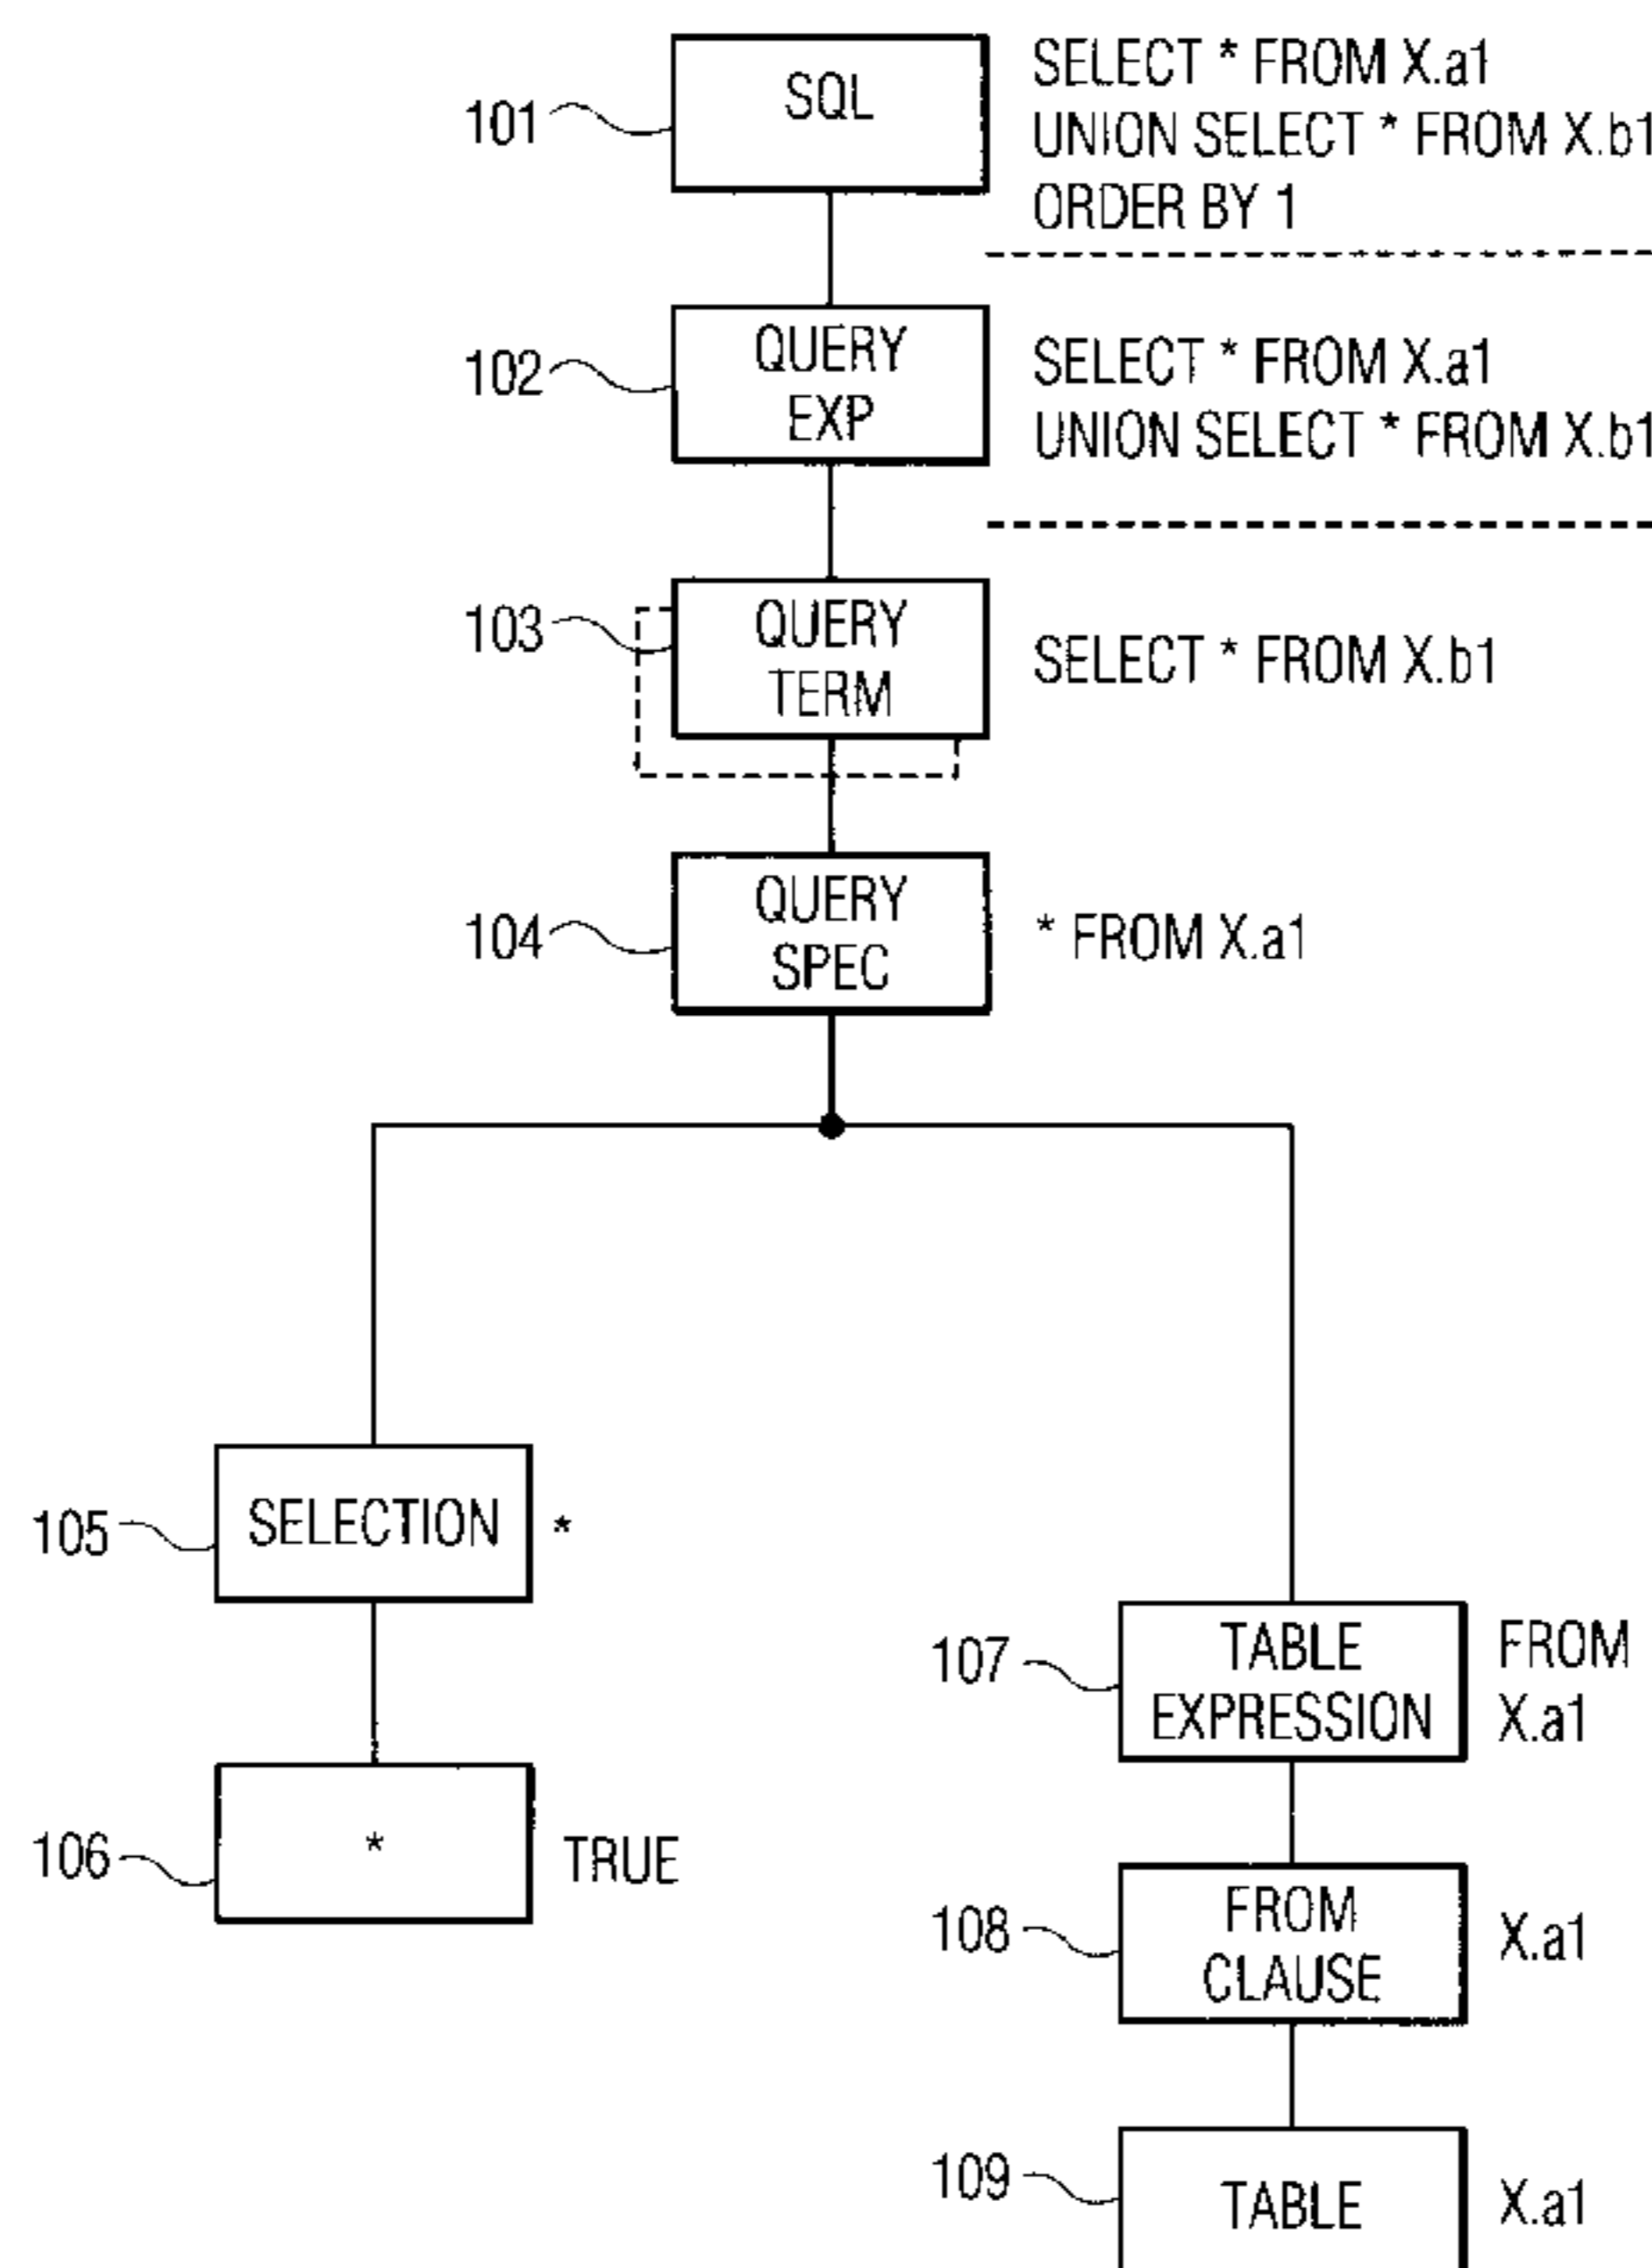 SQL
SELECT * FROM X.a1
UNION SELECT * FROM X.b1
ORDER BY 1
101
QUERY
EXP
SELECT * FROM X.a1
UNION SELECT * FROM X.b1
102
QUERY
TERM
103
SELECT * FROM X.b1
QUERY
SPEC
104
* FROM X.a1
SELECTION
*
105
TABLE
EXPRESSION
FROM
X.a1
107
*
TRUE
106
FROM
CLAUSE
X.a1
108
TABLE
X.a1
109